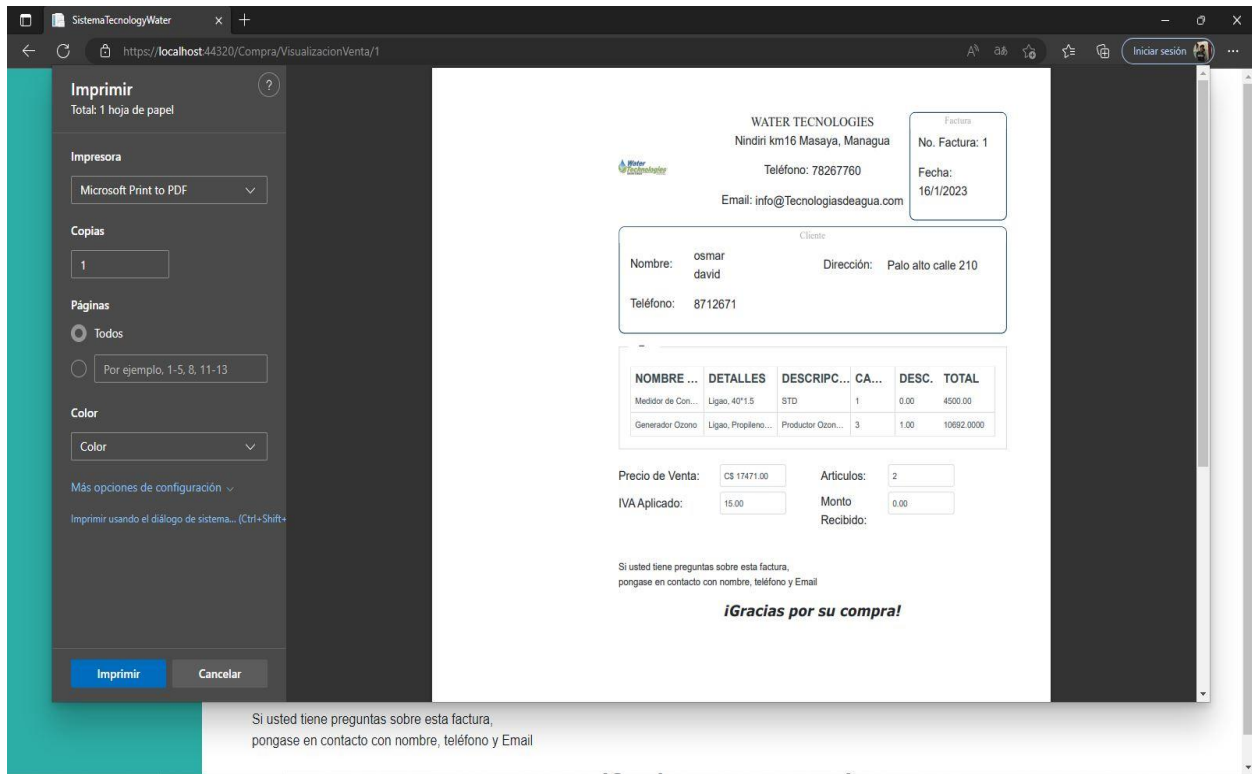 SistemaTecnologyWater
https://localhost:44320/Compra/VisualizacionVenta/1
Iniciar sesión
Imprimir
Total: 1 hoja de papel
?
Impresora
Microsoft Print to PDF
Copias
1
Páginas
Todos
Por ejemplo, 1-5, 8, 11-13
Color
Color
Más opciones de configuración
Imprimir usando el diálogo de sistema... (Ctrl+Shift+
Imprimir Cancelar
WATER TECNOLOGIES
Nindiri km16 Masaya, Managua
Teléfono: 78267760
Email: info@Tecnologiasdeagua.com
Water
Technologies
Factura
No. Factura: 1
Fecha:
16/1/2023
Cliente
Nombre: osmar
david
Dirección: Palo alto calle 210
Teléfono: 8712671
NOMBRE ... DETALLES DESCRIPC... CA... DESC. TOTAL
Medidor de Con... Ligao, 40*1.5 STD 1 0.00 4500.00
Generador Ozono Ligao, Propileno... Productor Ozon... 3 1.00 10692.0000
Precio de Venta: C$ 17471.00 Articulos: 2
IVA Aplicado: 15.00 Monto
Recibido: 0.00
Si usted tiene preguntas sobre esta factura,
pongase en contacto con nombre, teléfono y Email
¡Gracias por su compra!
Si usted tiene preguntas sobre esta factura,
pongase en contacto con nombre, teléfono y Email